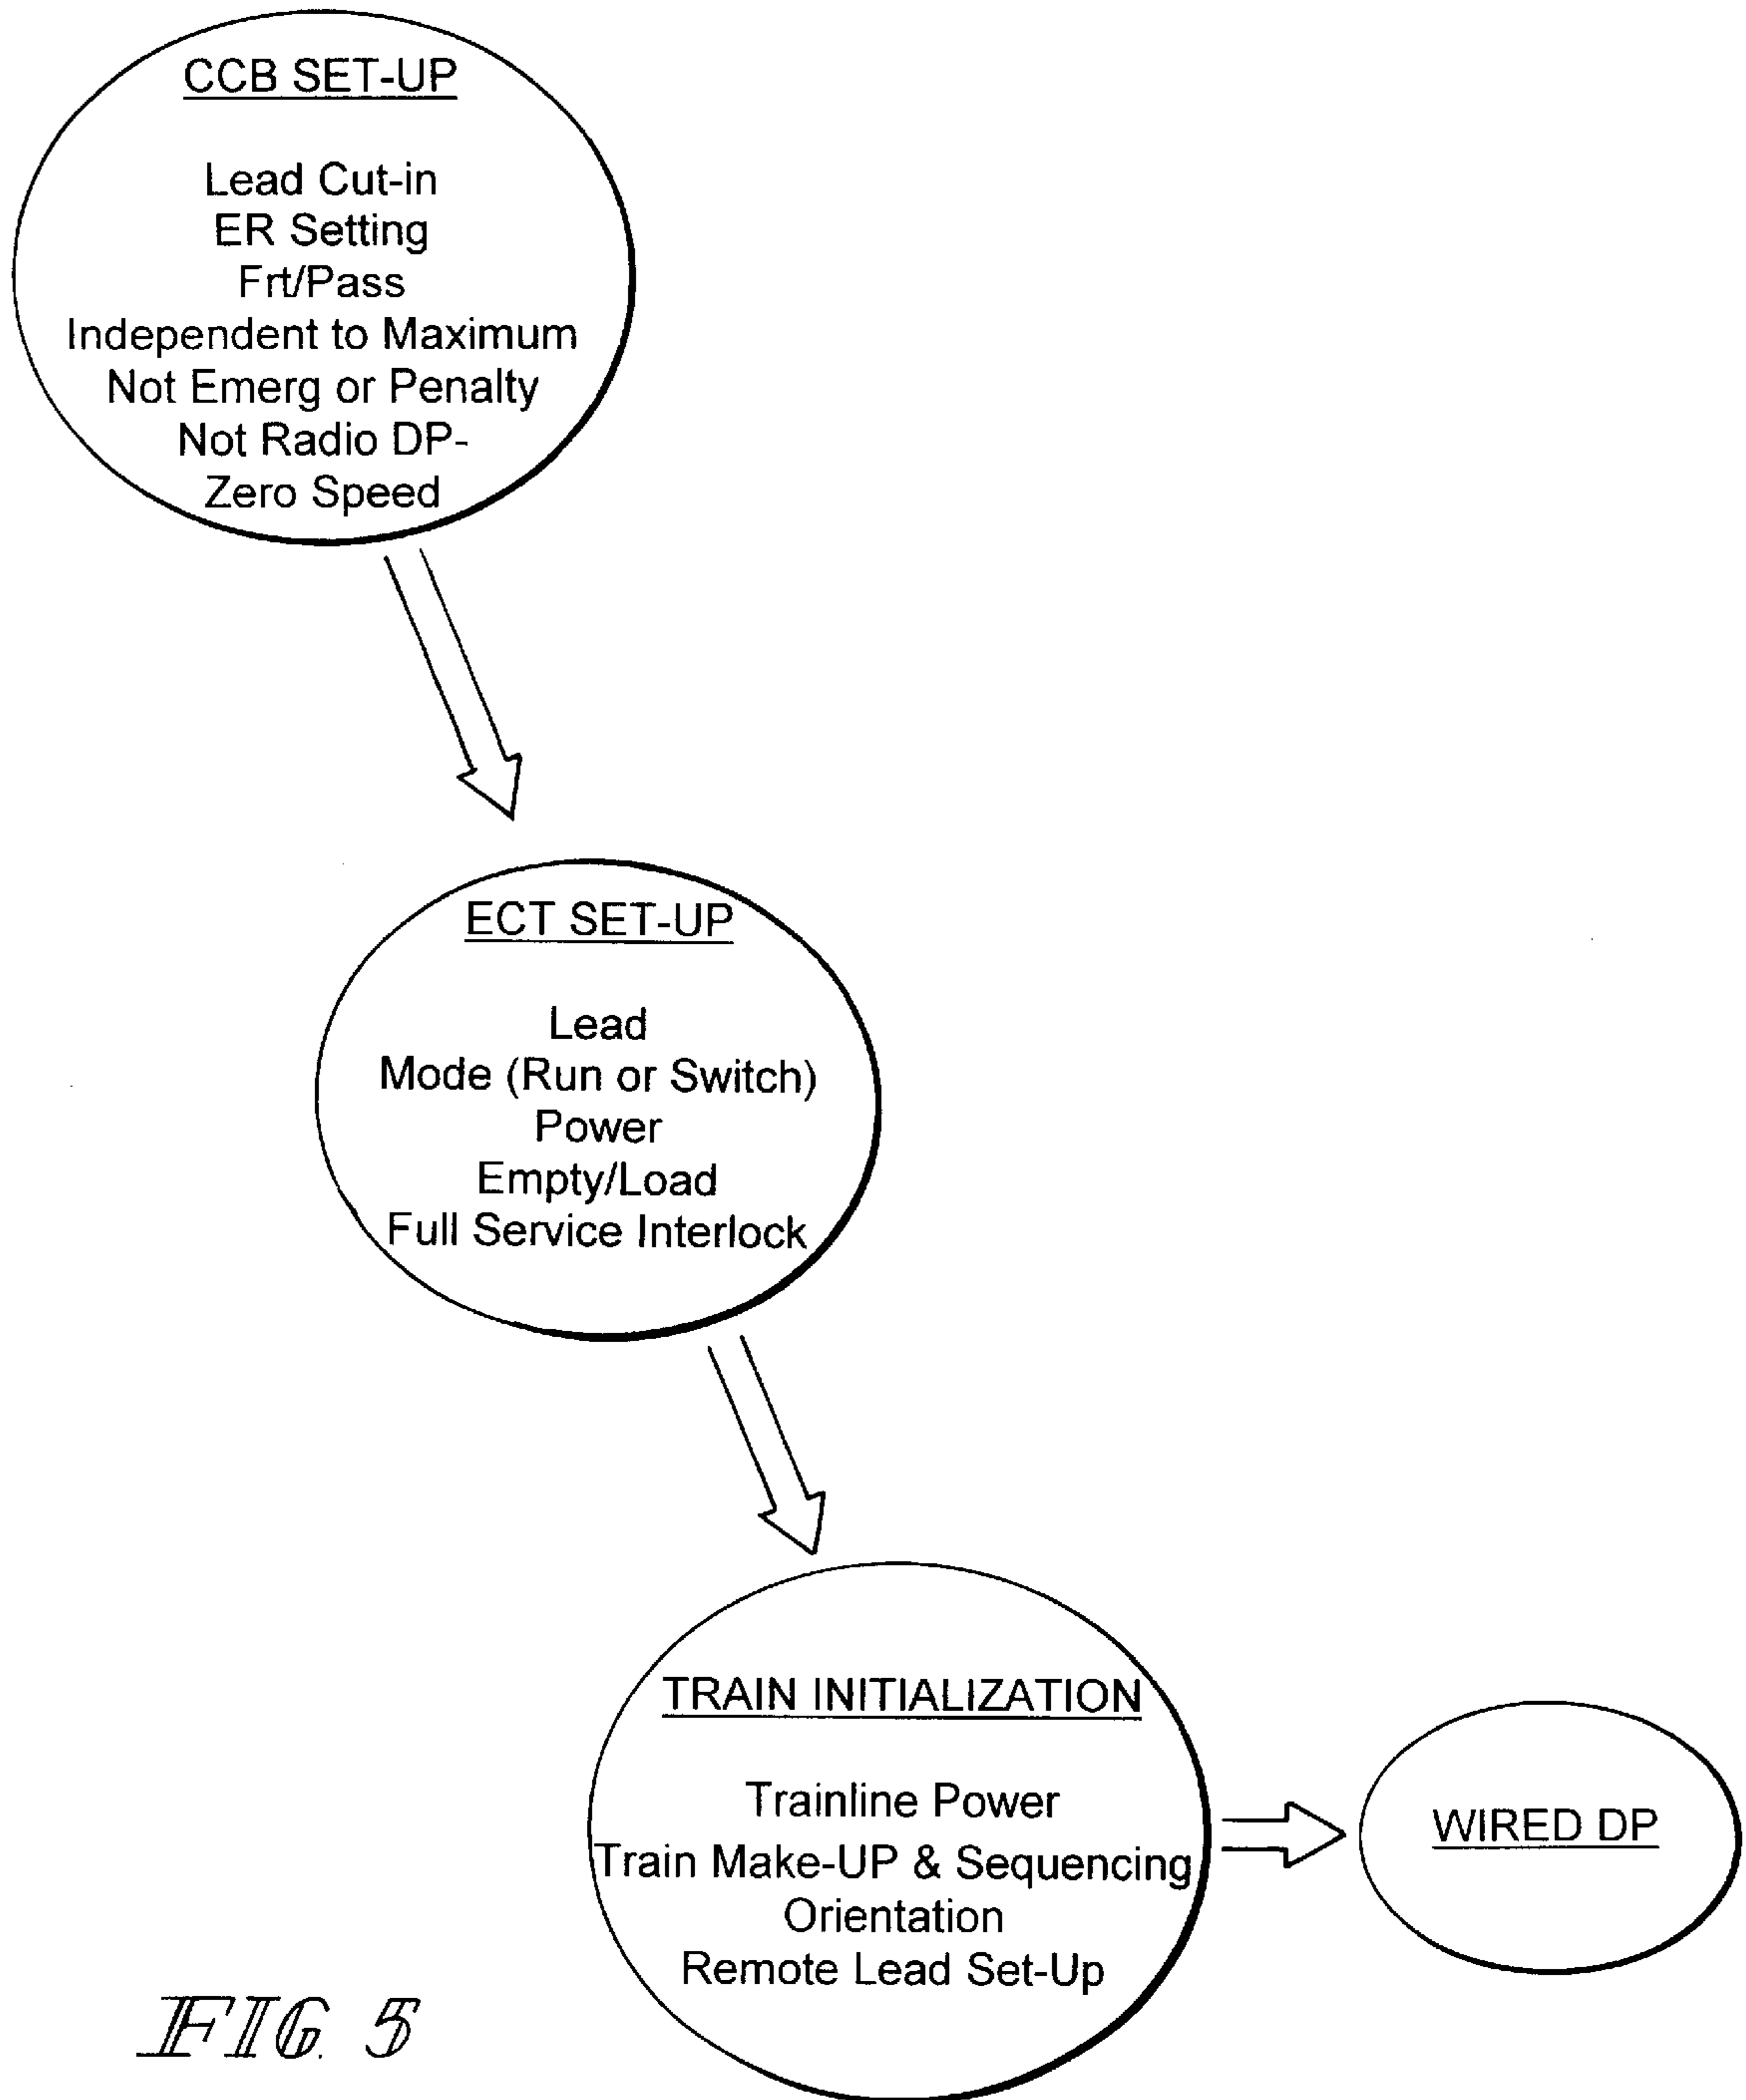 CCB SET-UP
Lead Cut-in
ER Setting
Frt/Pass
Independent to Maximum
Not Emerg or Penalty
Not Radio DP-
Zero Speed
ECT SET-UP
Lead
Mode (Run or Switch)
Power
Empty/Load
Full Service Interlock
TRAIN INITIALIZATION
Trainline Power
Train Make-UP & Sequencing
Orientation
Remote Lead Set-Up
WIRED DP
FIG. 5